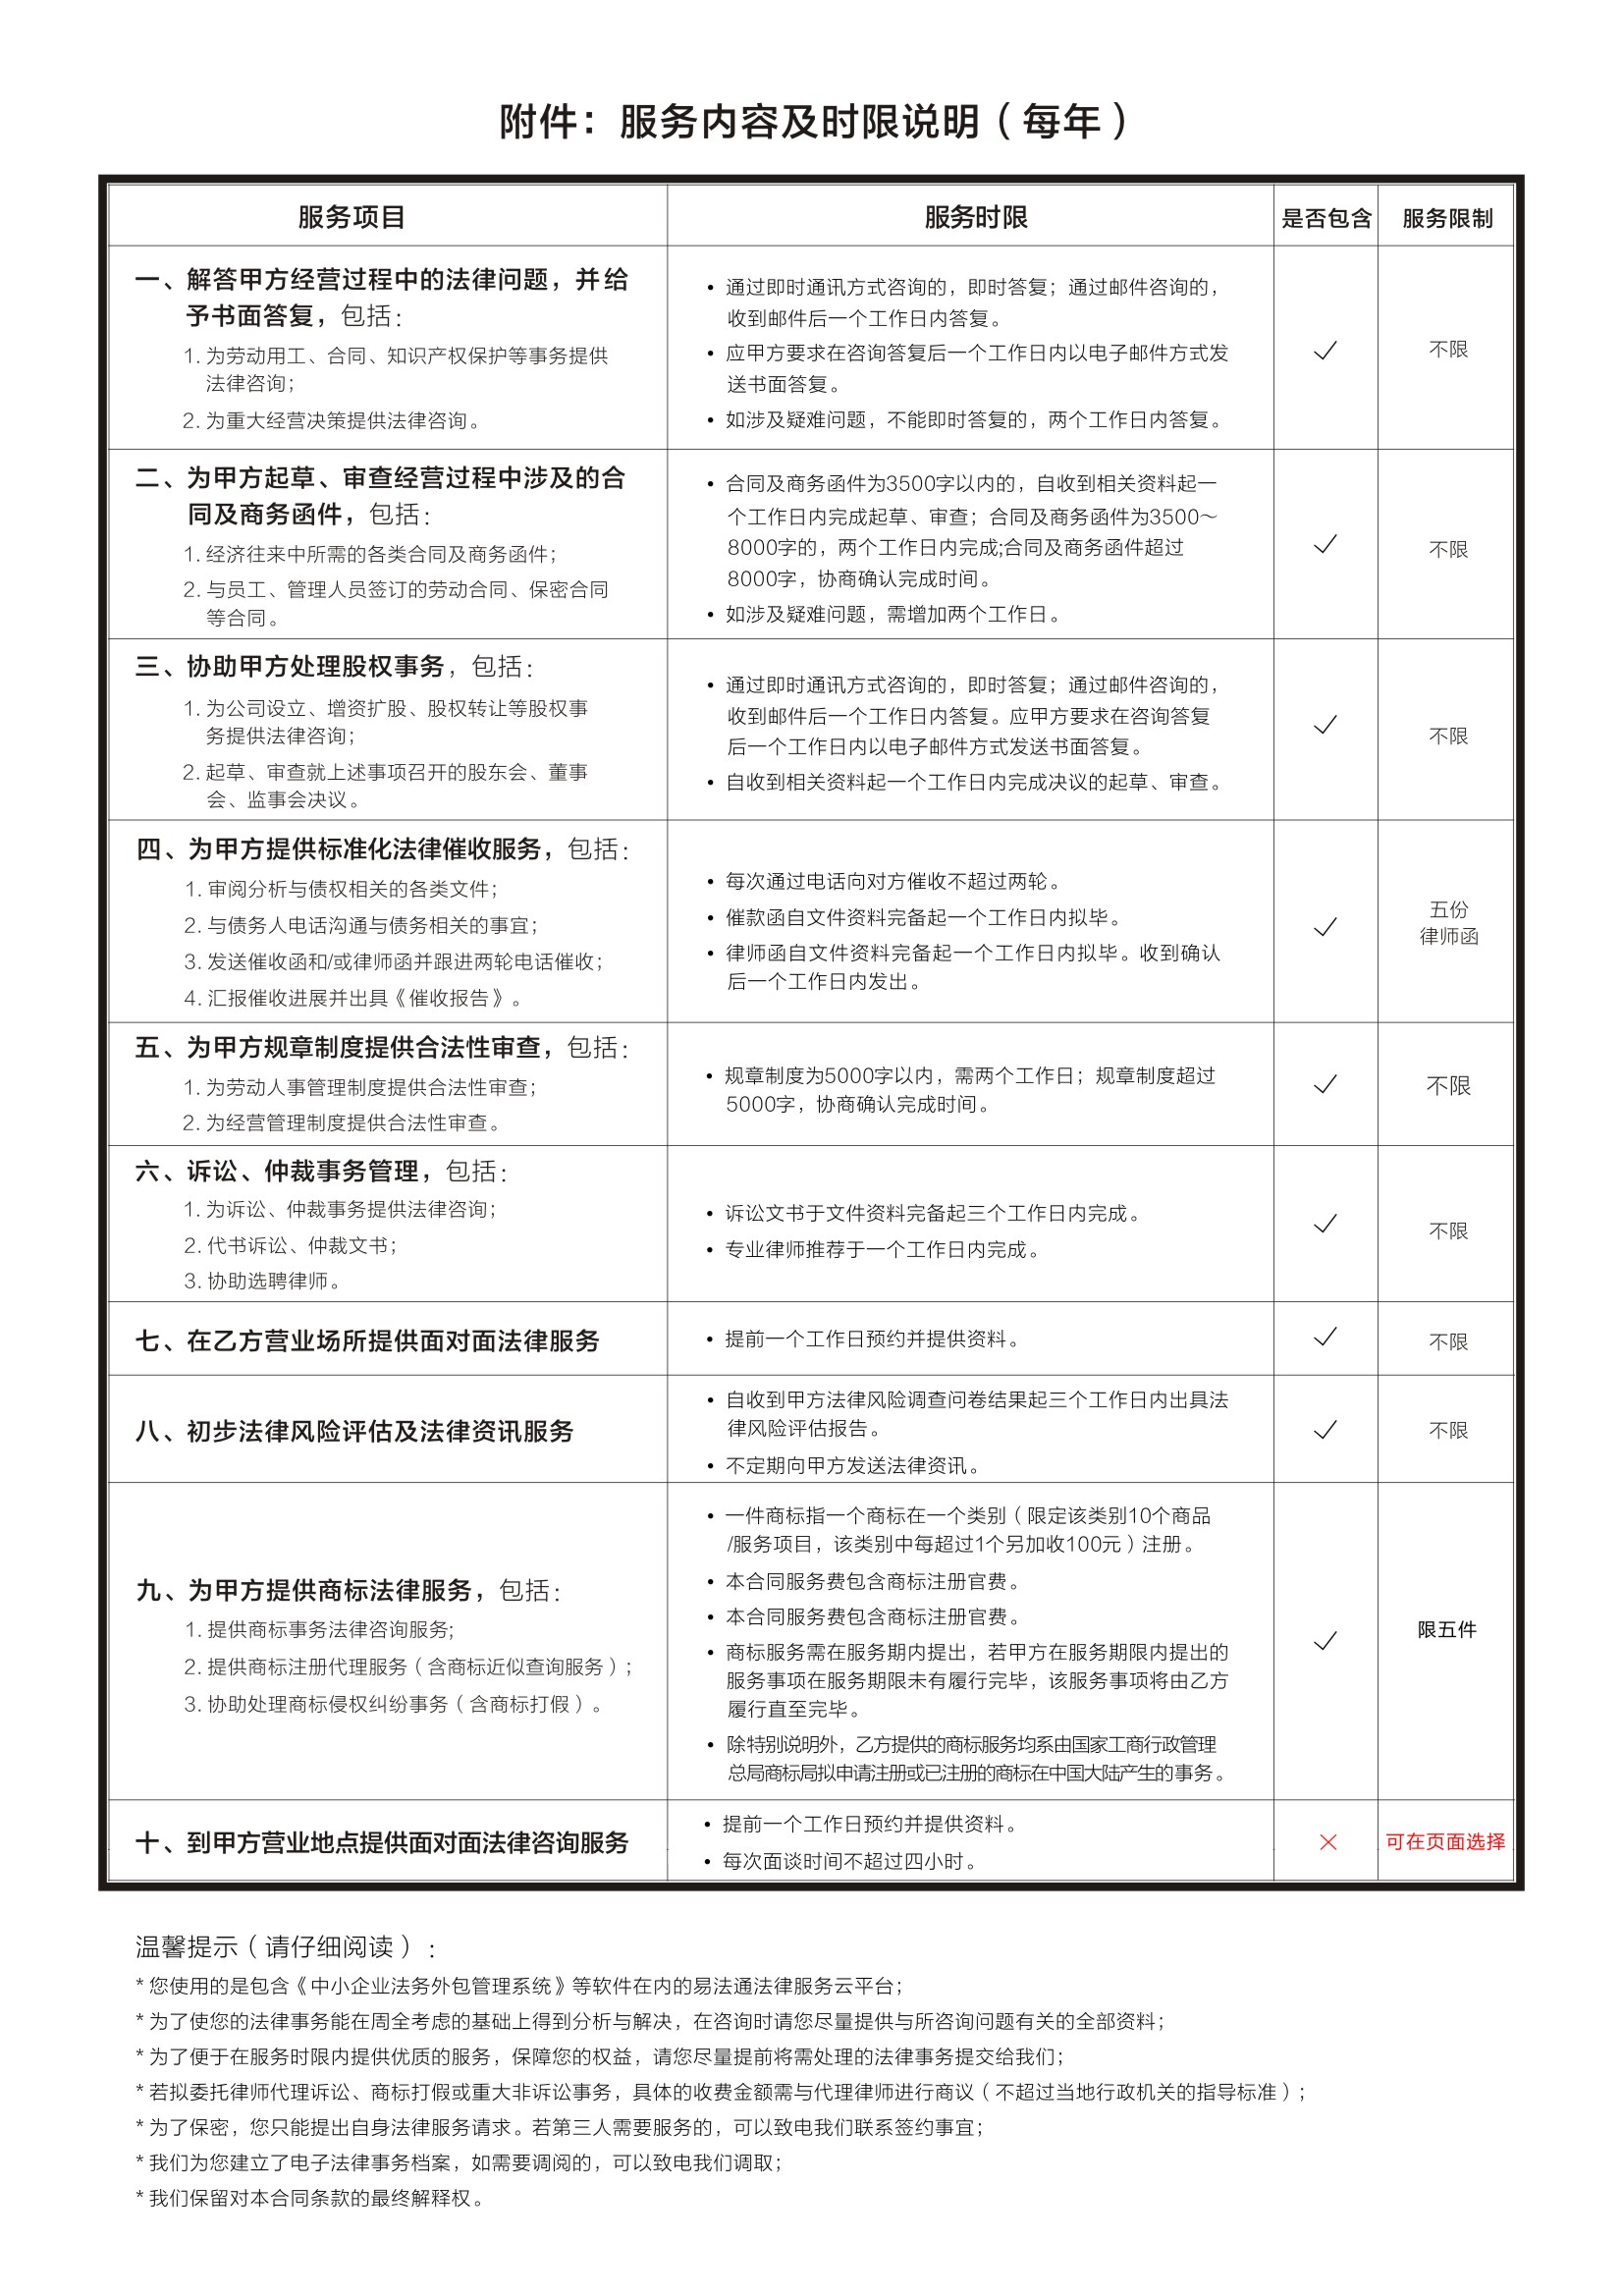 附件：服务内容及时限说明（每年）
服务项目
服务时限
是否包含
服务限制
一、解答甲方经营过程中的法律问题，并给
予书面答复，包括：
1. 为劳动用工、合同、知识产权保护等事务提供
法律咨询；
2. 为重大经营决策提供法律咨询。
• 通过即时通讯方式咨询的，即时答复；通过邮件咨询的，
收到邮件后一个工作日内答复。
• 应甲方要求在咨询答复后一个工作日内以电子邮件方式发
送书面答复。
• 如涉及疑难问题，不能即时答复的，两个工作日内答复。
✓
不限
二、为甲方起草、审查经营过程中涉及的合
同及商务函件，包括：
1. 经济往来中所需的各类合同及商务函件；
2. 与员工、管理人员签订的劳动合同、保密合同
等合同。
• 合同及商务函件为3500字以内的，自收到相关资料起一
个工作日内完成起草、审查；合同及商务函件为3500～
8000字的，两个工作日内完成;合同及商务函件超过
8000字，协商确认完成时间。
• 如涉及疑难问题，需增加两个工作日。
✓
不限
三、协助甲方处理股权事务，包括：
1. 为公司设立、增资扩股、股权转让等股权事
务提供法律咨询；
2. 起草、审查就上述事项召开的股东会、董事
会、监事会决议。
• 通过即时通讯方式咨询的，即时答复；通过邮件咨询的，
收到邮件后一个工作日内答复。应甲方要求在咨询答复
后一个工作日内以电子邮件方式发送书面答复。
• 自收到相关资料起一个工作日内完成决议的起草、审查。
✓
不限
四、为甲方提供标准化法律催收服务，包括：
1. 审阅分析与债权相关的各类文件；
2. 与债务人电话沟通与债务相关的事宜；
3. 发送催收函和/或律师函并跟进两轮电话催收；
4. 汇报催收进展并出具《催收报告》。
• 每次通过电话向对方催收不超过两轮。
• 催款函自文件资料完备起一个工作日内拟毕。
• 律师函自文件资料完备起一个工作日内拟毕。收到确认
后一个工作日内发出。
✓
五份
律师函
五、为甲方规章制度提供合法性审查，包括：
1. 为劳动人事管理制度提供合法性审查；
2. 为经营管理制度提供合法性审查。
• 规章制度为5000字以内，需两个工作日；规章制度超过
5000字，协商确认完成时间。
✓
不限
六、诉讼、仲裁事务管理，包括：
1. 为诉讼、仲裁事务提供法律咨询；
2. 代书诉讼、仲裁文书；
3. 协助选聘律师。
• 诉讼文书于文件资料完备起三个工作日内完成。
• 专业律师推荐于一个工作日内完成。
✓
不限
七、在乙方营业场所提供面对面法律服务
• 提前一个工作日预约并提供资料。
✓
不限
八、初步法律风险评估及法律资讯服务
• 自收到甲方法律风险调查问卷结果起三个工作日内出具法
律风险评估报告。
• 不定期向甲方发送法律资讯。
✓
不限
九、为甲方提供商标法律服务，包括：
1. 提供商标事务法律咨询服务;
2. 提供商标注册代理服务（含商标近似查询服务）；
3. 协助处理商标侵权纠纷事务（含商标打假）。
• 一件商标指一个商标在一个类别（限定该类别10个商品
/服务项目，该类别中每超过1个另加收100元）注册。
• 本合同服务费包含商标注册官费。
• 本合同服务费包含商标注册官费。
• 商标服务需在服务期内提出，若甲方在服务期限内提出的
服务事项在服务期限未有履行完毕，该服务事项将由乙方
履行直至完毕。
• 除特别说明外，乙方提供的商标服务均系由国家工商行政管理
总局商标局拟申请注册或已注册的商标在中国大陆产生的事务。
✓
限五件
十、到甲方营业地点提供面对面法律咨询服务
• 提前一个工作日预约并提供资料。
• 每次面谈时间不超过四小时。
×
可在页面选择
温馨提示（请仔细阅读）：
* 您使用的是包含《中小企业法务外包管理系统》等软件在内的易法通法律服务云平台；
* 为了使您的法律事务能在周全考虑的基础上得到分析与解决，在咨询时请您尽量提供与所咨询问题有关的全部资料；
* 为了便于在服务时限内提供优质的服务，保障您的权益，请您尽量提前将需处理的法律事务提交给我们；
* 若拟委托律师代理诉讼、商标打假或重大非诉讼事务，具体的收费金额需与代理律师进行商议（不超过当地行政机关的指导标准）；
* 为了保密，您只能提出自身法律服务请求。若第三人需要服务的，可以致电我们联系签约事宜；
* 我们为您建立了电子法律事务档案，如需要调阅的，可以致电我们调取；
* 我们保留对本合同条款的最终解释权。